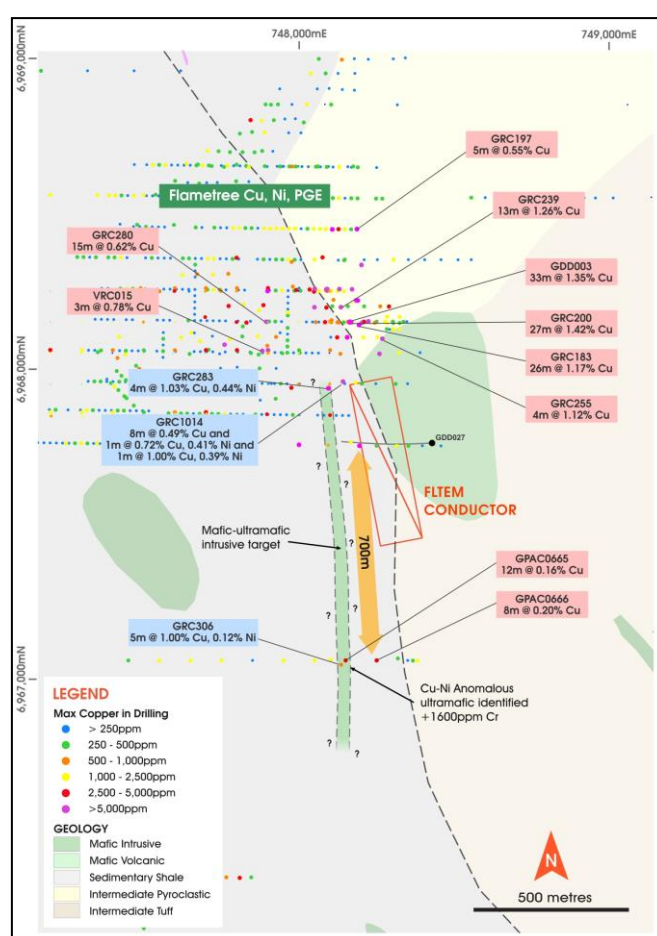 748,000mE
749,000mE
6,969,000mN
GRC197
5m @ 0.55% Cu
Flametree Cu, Ni, PGE
GRC239
13m @ 1.26% Cu
GRC280
15m @ 0.62% Cu
GDD003
33m @ 1.35% Cu
VRC015
3m @ 0.78% Cu
GRC200
27m @ 1.42% Cu
GRC183
26m @ 1.17% Cu
6,968,000mN
GRC283
4m @ 1.03% Cu, 0.44% Ni
?
GRC255
4m @ 1.12% Cu
GRC1014
8m @ 0.49% Cu and
1m @ 0.72% Cu, 0.41% Ni and
1m @ 1.00% Cu, 0.39% Ni
GDD027
?
?
FLTEM
CONDUCTOR
?
?
Mafic-ultramafic
intrusive target
700m
?
GPAC0665
12m @ 0.16% Cu
?
?
GPAC0666
8m @ 0.20% Cu
GRC306
5m @ 1.00% Cu, 0.12% Ni
?
?
6,967,000mN
Cu-Ni Anomalous
ultramafic identified
+1600ppm Cr
?
?
LEGEND
Max Copper in Drilling
> 250ppm
250 - 500ppm
500 - 1,000ppm
1,000 - 2,500ppm
2,500 - 5,000ppm
>5,000ppm
GEOLOGY
Mafic Intrusive
Mafic Volcanic
Sedimentary Shale
Intermediate Pyroclastic
Intermediate Tuff
N
500 metres